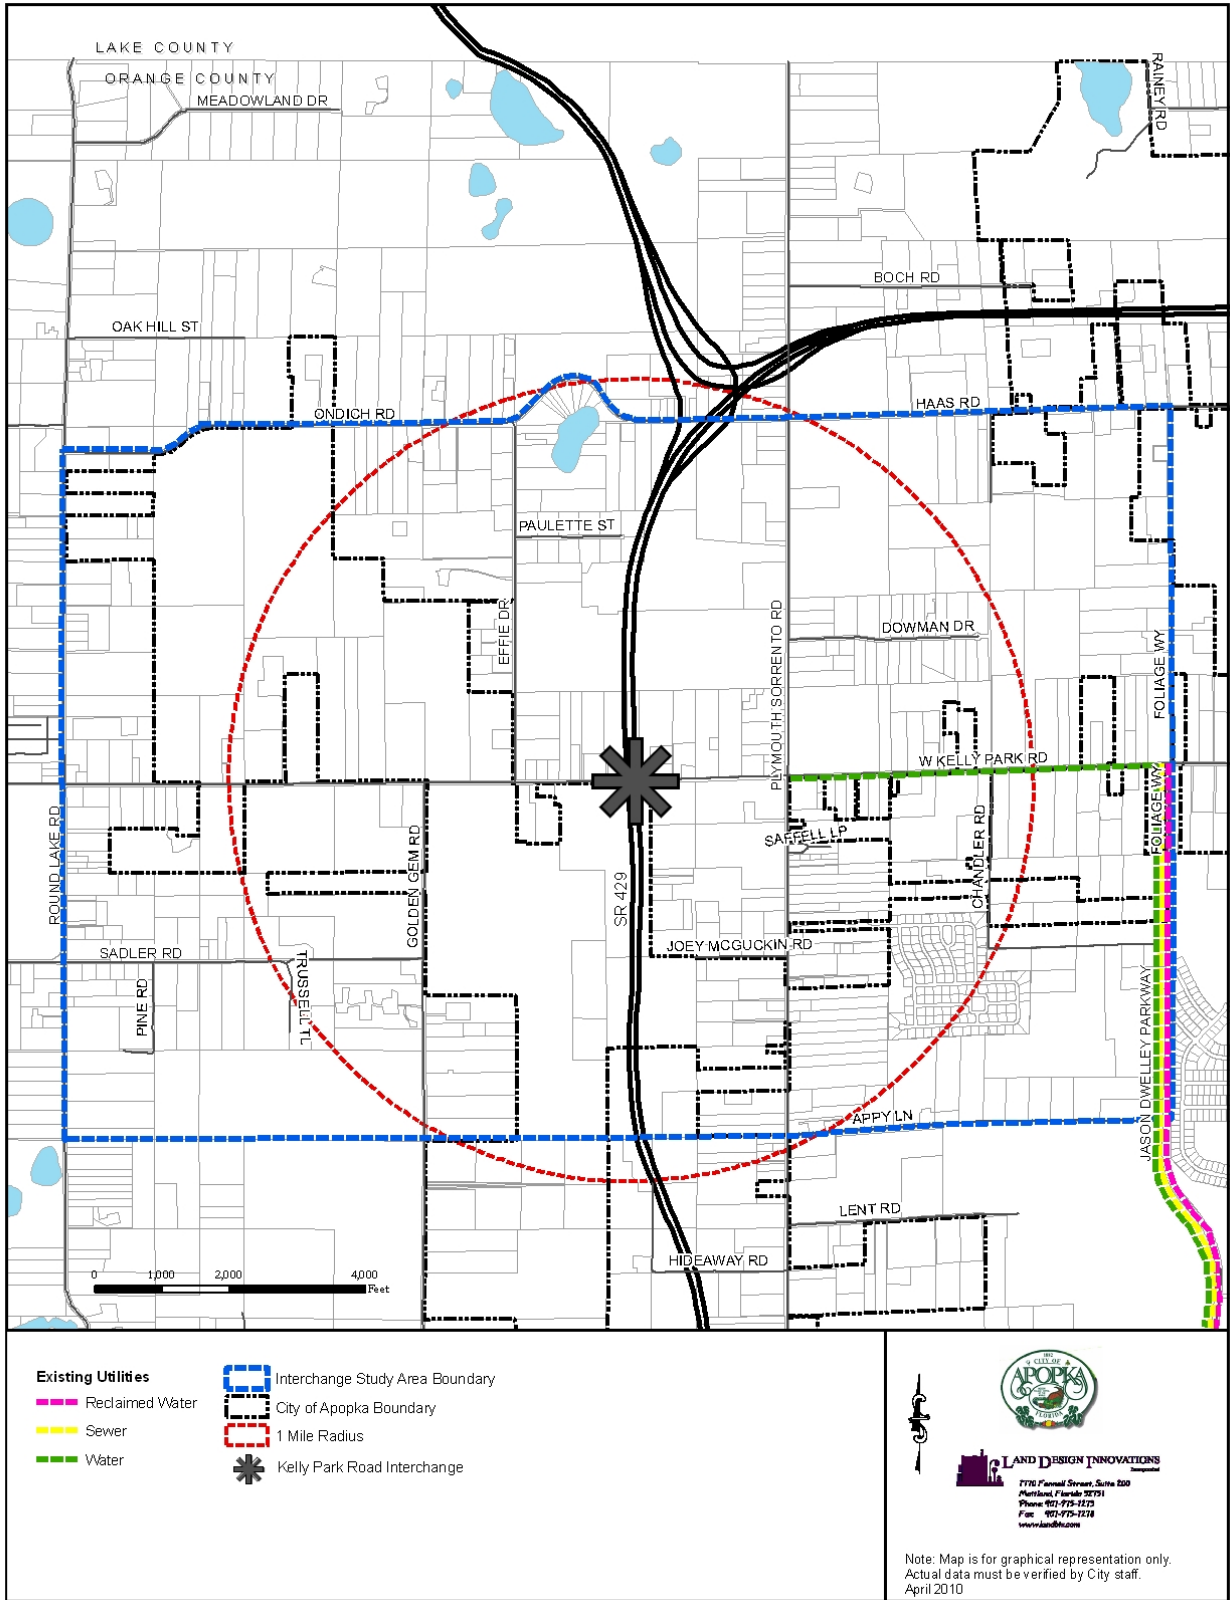 LAKE COUNTY
ORANGE COUNTY
MEADOWLAND DR
RAINEY RD
BOCH RD
OAK HILL ST
ONDICH RD
HAAS RD
PAULETTE ST
EFFIE DR
PLYMOUTH SORRENTO RD
DOWMAN DR
FOLIAGE WY
W KELLY PARK RD
FOLIAGE WY
ROUND LAKE RD
GOLDEN GEM RD
SAFFELL LP
CHANDLER RD
SR 429
JOEY MCGUCKIN RD
SADLER RD
TRUSSELL TL
PINE RD
JASON DWELLEY PARKWAY
APPY LN
LENT RD
HIDEAWAY RD
0 1,000 2,000 4,000
Feet
Existing Utilities
Reclaimed Water
Sewer
Water
Interchange Study Area Boundary
City of Apopka Boundary
1 Mile Radius
Kelly Park Road Interchange
1882
CITY OF
APOPKA
FLORIDA
LAND DESIGN INNOVATIONS
Incorporated
Maitland, Florida 32751
Note: Map is for graphical representation only.
Actual data must be verified by City staff.
April 2010